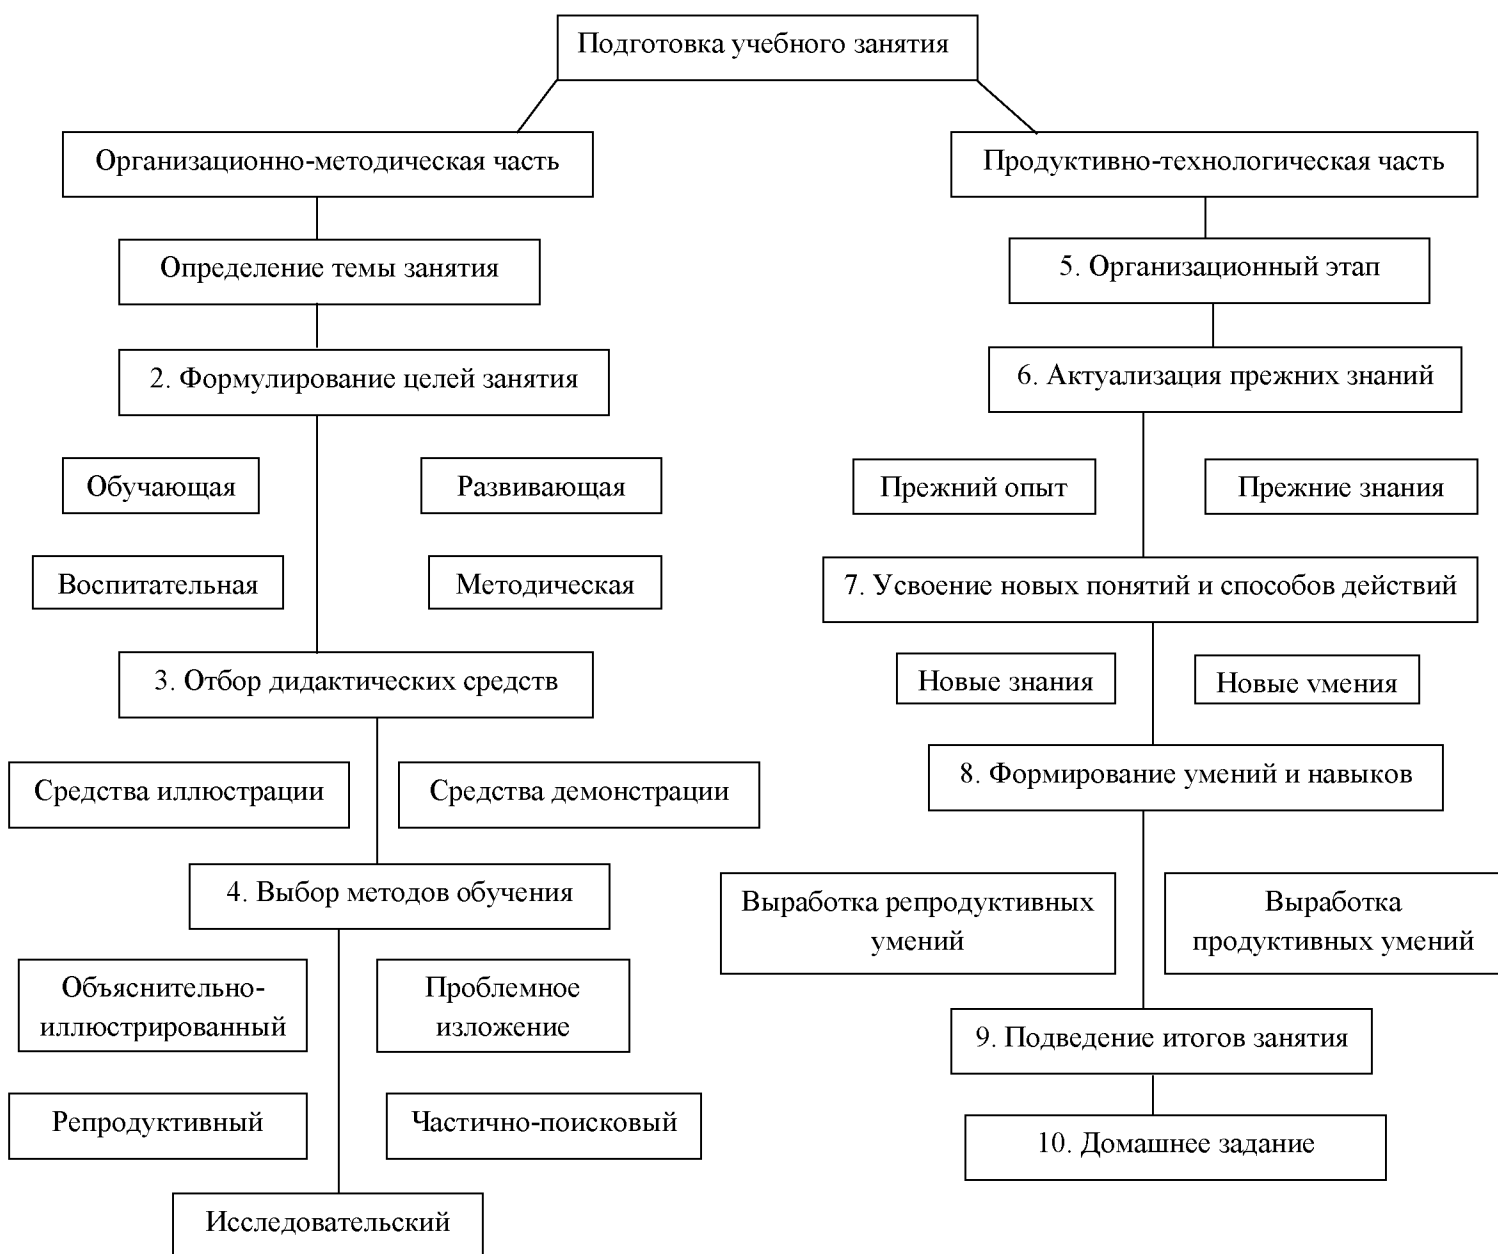 Подготовка учебного занятия
Организационно-методическая часть
Определение темы занятия
2. Формулирование целей занятия
Обучающая
Развивающая
Воспитательная
Методическая
3. Отбор дидактических средств
Средства иллюстрации
Средства демонстрации
4. Выбор методов обучения
Объяснительно-
иллюстрированный
Проблемное
изложение
Репродуктивный
Частично-поисковый
Исследовательский
Продуктивно-технологическая часть
5. Организационный этап
6. Актуализация прежних знаний
Прежний опыт
Прежние знания
7. Усвоение новых понятий и способов действий
Новые знания
Новые умения
8. Формирование умений и навыков
Выработка репродуктивных
умений
Выработка
продуктивных умений
9. Подведение итогов занятия
10. Домашнее задание